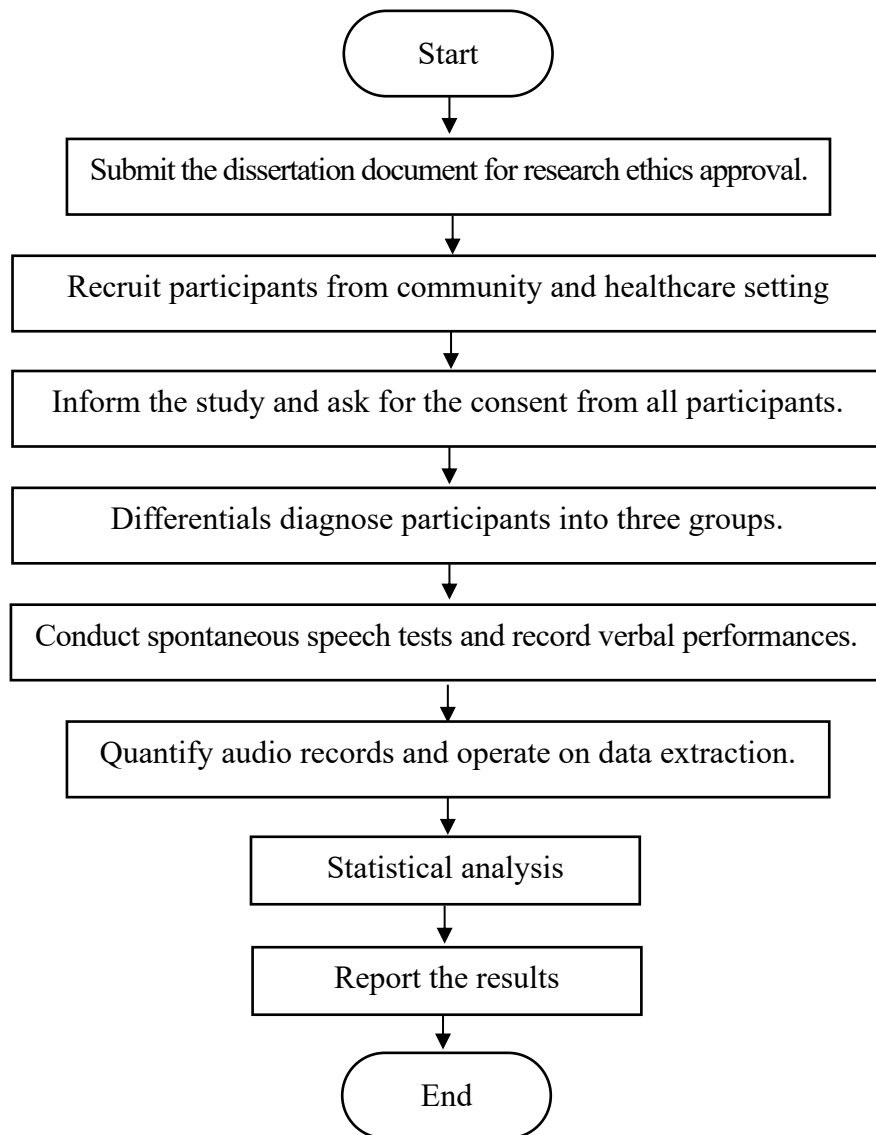 Start
Submit the dissertation document for research ethics approval.
Recruit participants from community and healthcare setting
Inform the study and ask for the consent from all participants.
Differentials diagnose participants into three groups.
Conduct spontaneous speech tests and record verbal performances.
Quantify audio records and operate on data extraction.
Statistical analysis
Report the results
End